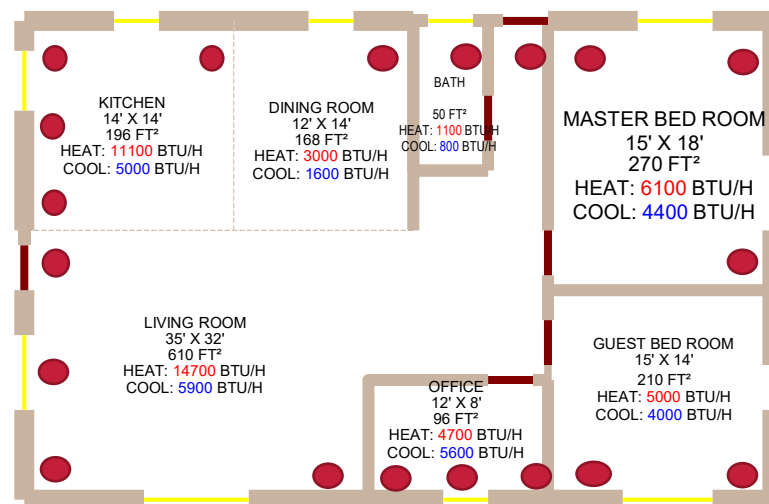 KITCHEN
14' X 14'
196 FT²
HEAT: 11100 BTU/H
COOL: 5000 BTU/H
DINING ROOM
12' X 14'
168 FT²
HEAT: 3000 BTU/H
COOL: 1600 BTU/H
BATH
50 FT²
HEAT: 1100 BTU/H
COOL: 800 BTU/H
MASTER BED ROOM
15' X 18'
270 FT²
HEAT: 6100 BTU/H
COOL: 4400 BTU/H
LIVING ROOM
35' X 32'
610 FT²
HEAT: 14700 BTU/H
COOL: 5900 BTU/H
OFFICE
12' X 8'
96 FT²
HEAT: 4700 BTU/H
COOL: 5600 BTU/H
GUEST BED ROOM
15' X 14'
210 FT²
HEAT: 5000 BTU/H
COOL: 4000 BTU/H